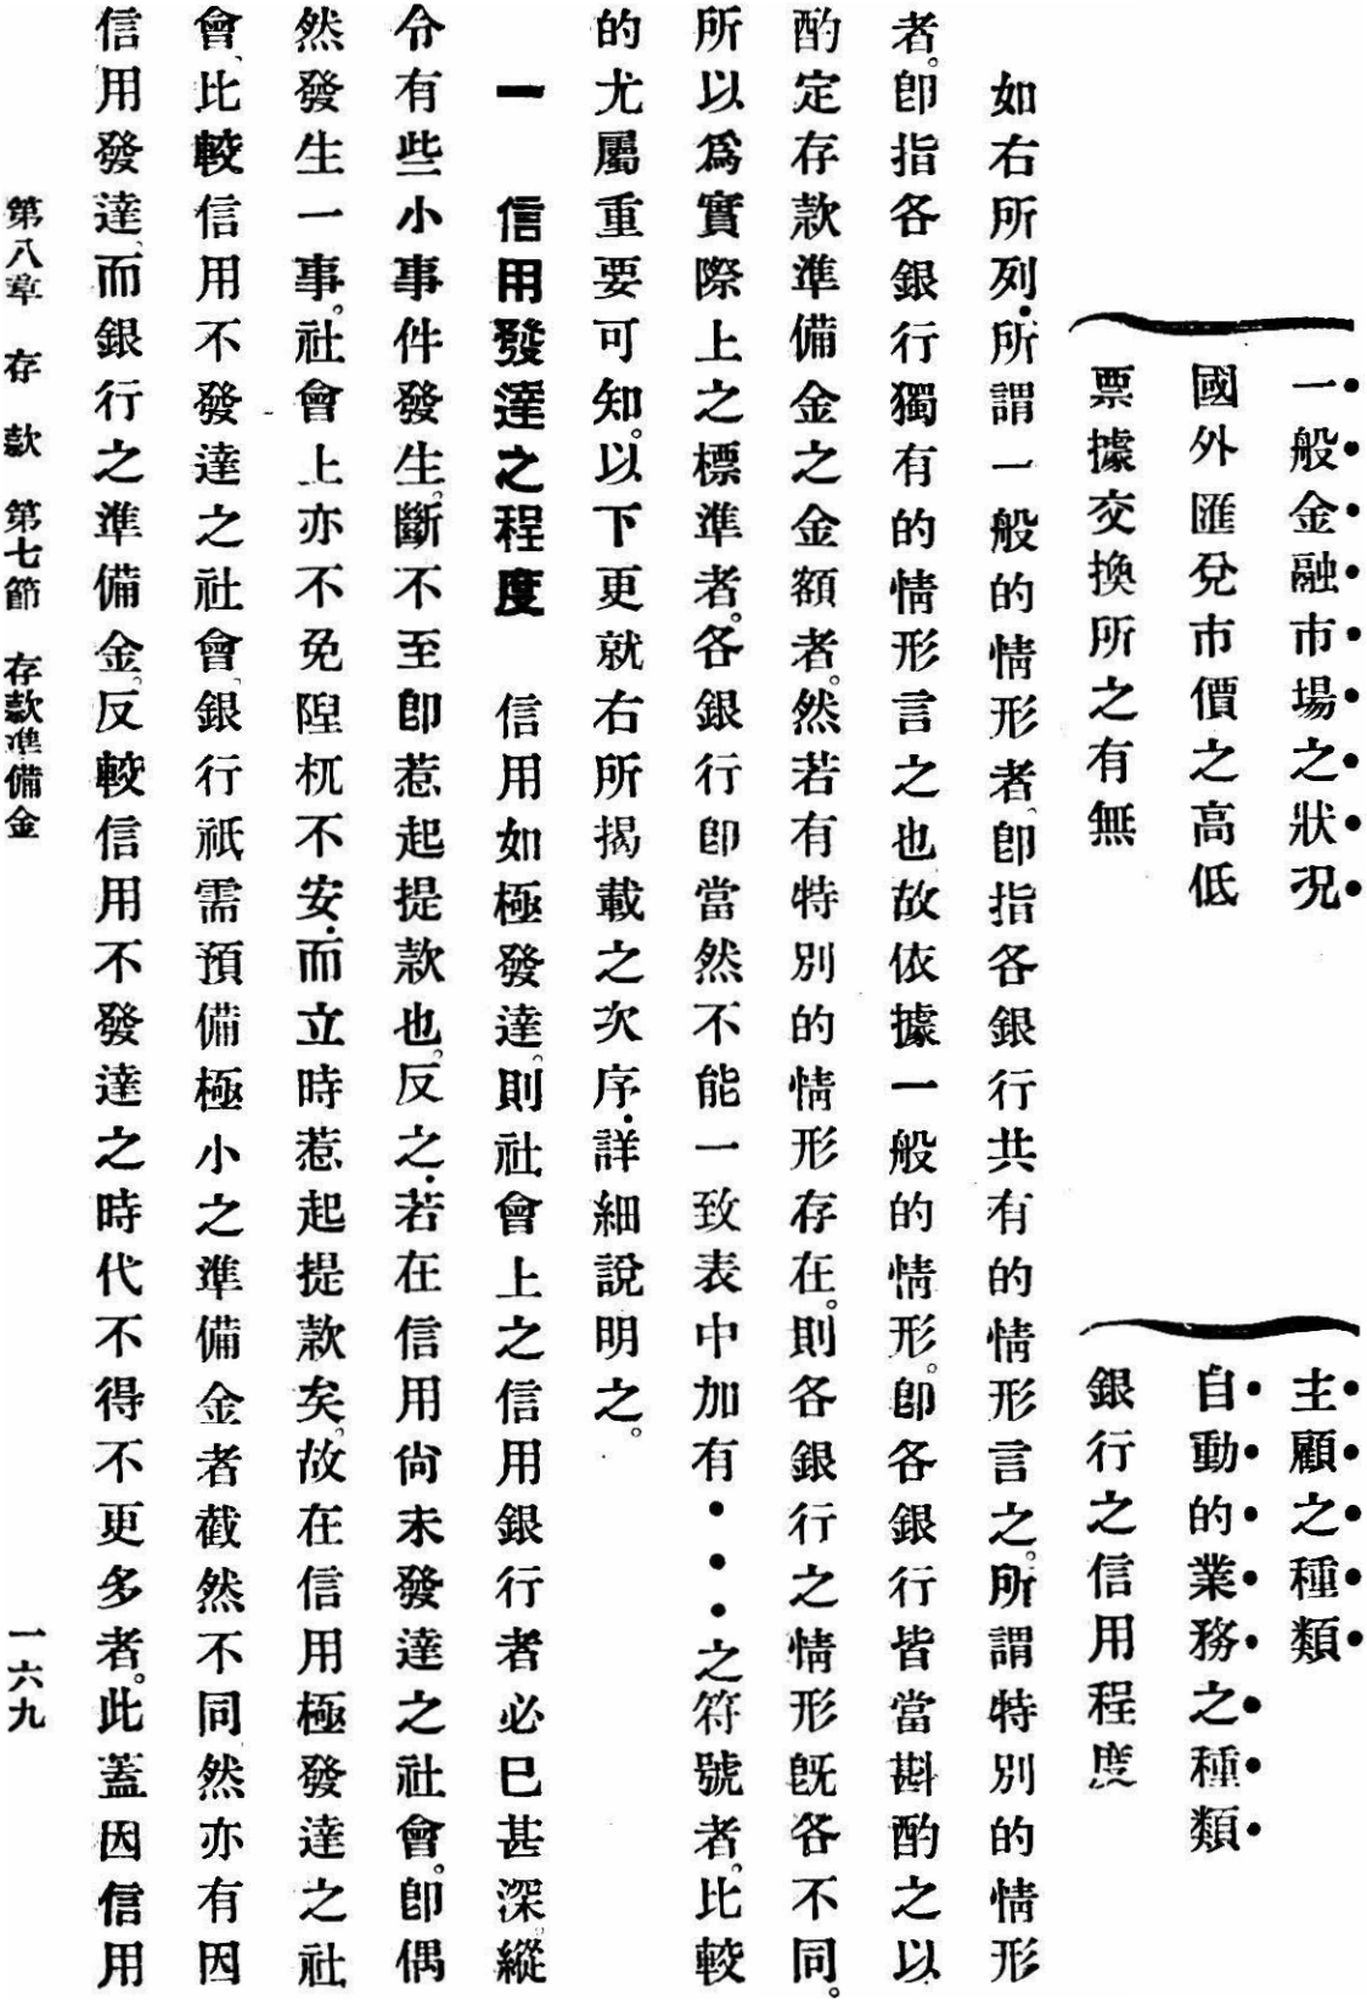 一般金融市場之狀況
國外匯兌市價之高低
票據交換所之有無
主顧之種類
自動的業務之種類
銀行之信用程度
如右所列．所謂一般的情形者、卽指各銀行共有的情形言之。所謂特別的情形
者。卽指各銀行獨有的情形言之也故依據一般的情形。卽各銀行皆當斟酌之以
酌定存款準備金之金額者。然若有特別的情形存在。則各銀行之情形旣各不同。
所以爲實際上之標準者。各銀行卽當然不能一致表中加有・・・之符號者。比較
的尤屬重要可知。以下更就右所揭載之次序．詳細說明之。
一　信用發達之程度　信用如極發達。則社會上之信用銀行者必已甚深。縱
令有些小事件發生。斷不至卽惹起提款也。反之．若在信用尙未發達之社會。卽偶
然發生一事。社會上亦不免陧杌不安．而立時惹起提款矣。故在信用極發達之社
會、比較信用不發達之社會、銀行祇需預備極小之準備金者截然不同然亦有因
信用發達、而銀行之準備金。反較信用不發達之時代不得不更多者。此蓋因信用
第八章　存款　第七節　存款準備金
一六九